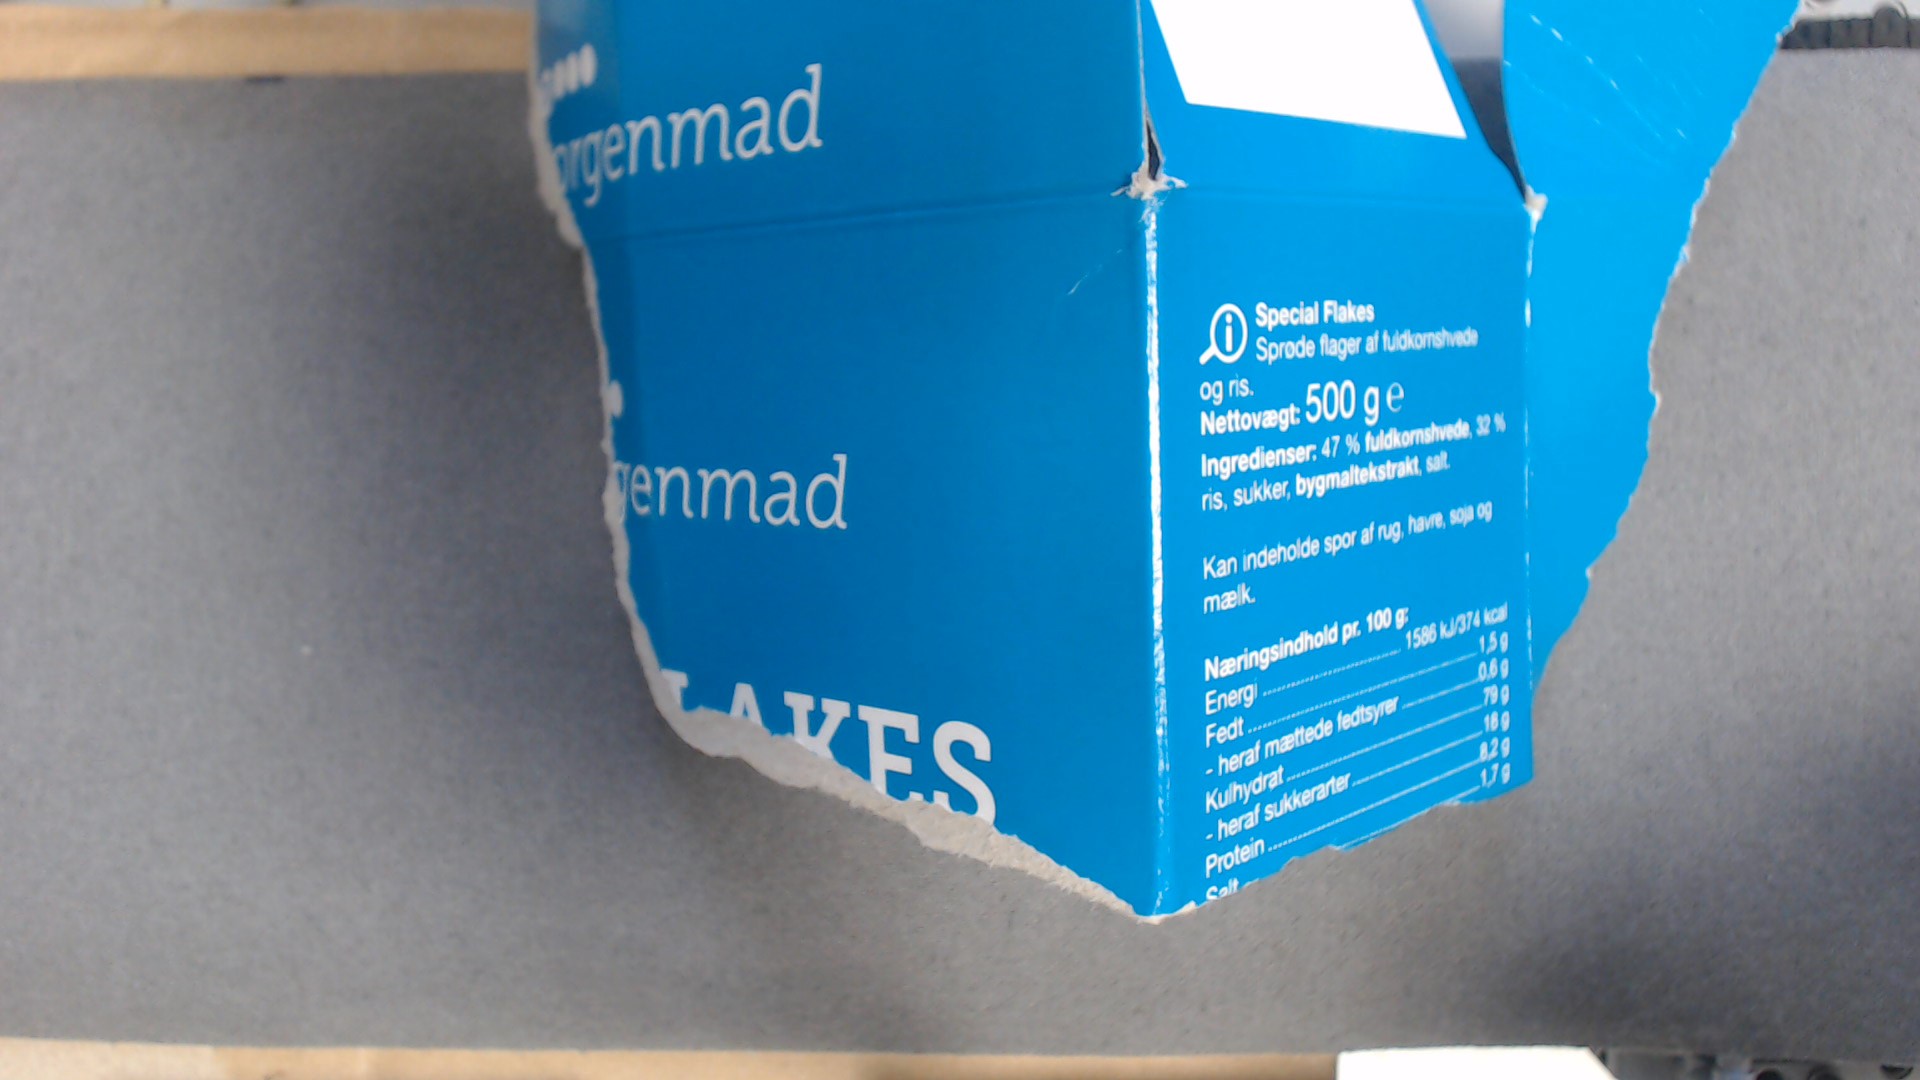 orgenmad
genmad
LAKES
Special Flakes
Sprøde flager af fuldkornshvede
og ris.
Nettovægt: 500 g e
Ingredienser: 47 % fuldkornshvede, 32 %
ris, sukker, bygmaltekstrakt, salt.
Kan indeholde spor af rug, havre, soja og
mælk.
Næringsindhold pr. 100 g:
Energi 1586 kJ/374 kcal
Fedt 1,5 g
- heraf mættede fedtsyrer 0,6 g
Kulhydrat 79 g
- heraf sukkerarter 18 g
Protein 8,2 g
Salt 1,7 g